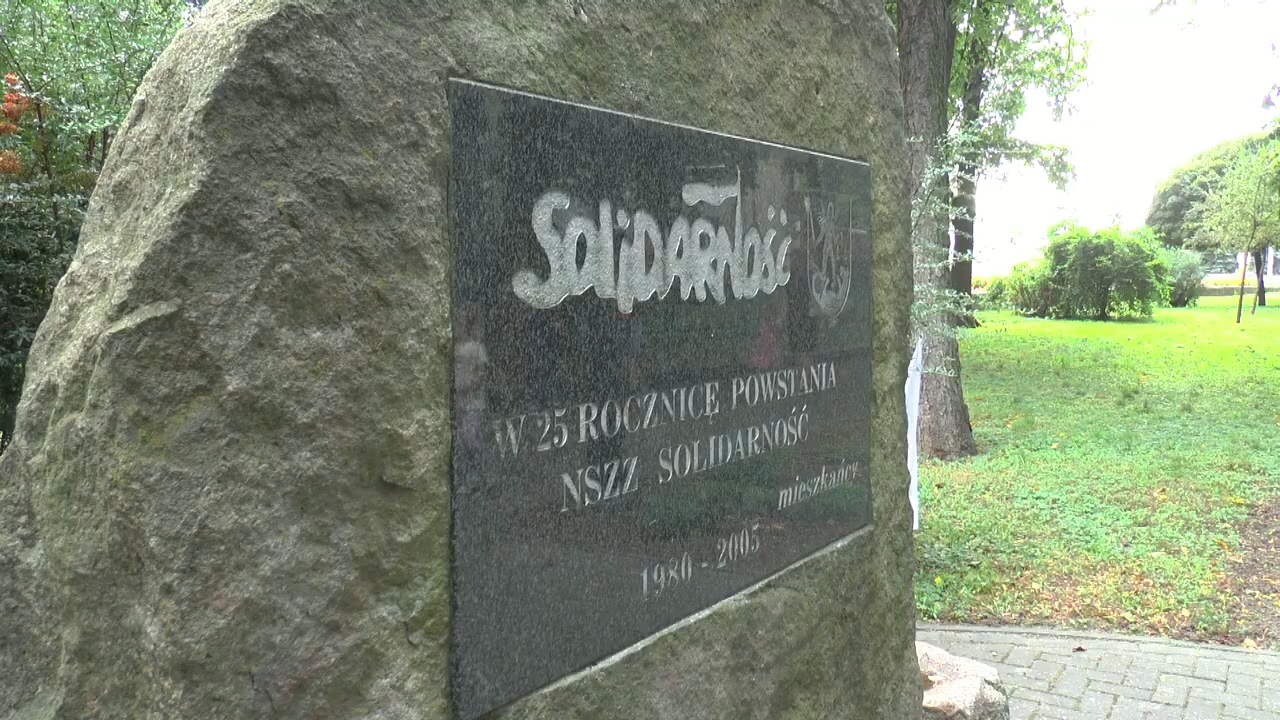 Solidarność
W 25 ROCZNICĘ POWSTANIA
NSZZ SOLIDARNOŚĆ
mieszkańcy
1980 - 2005